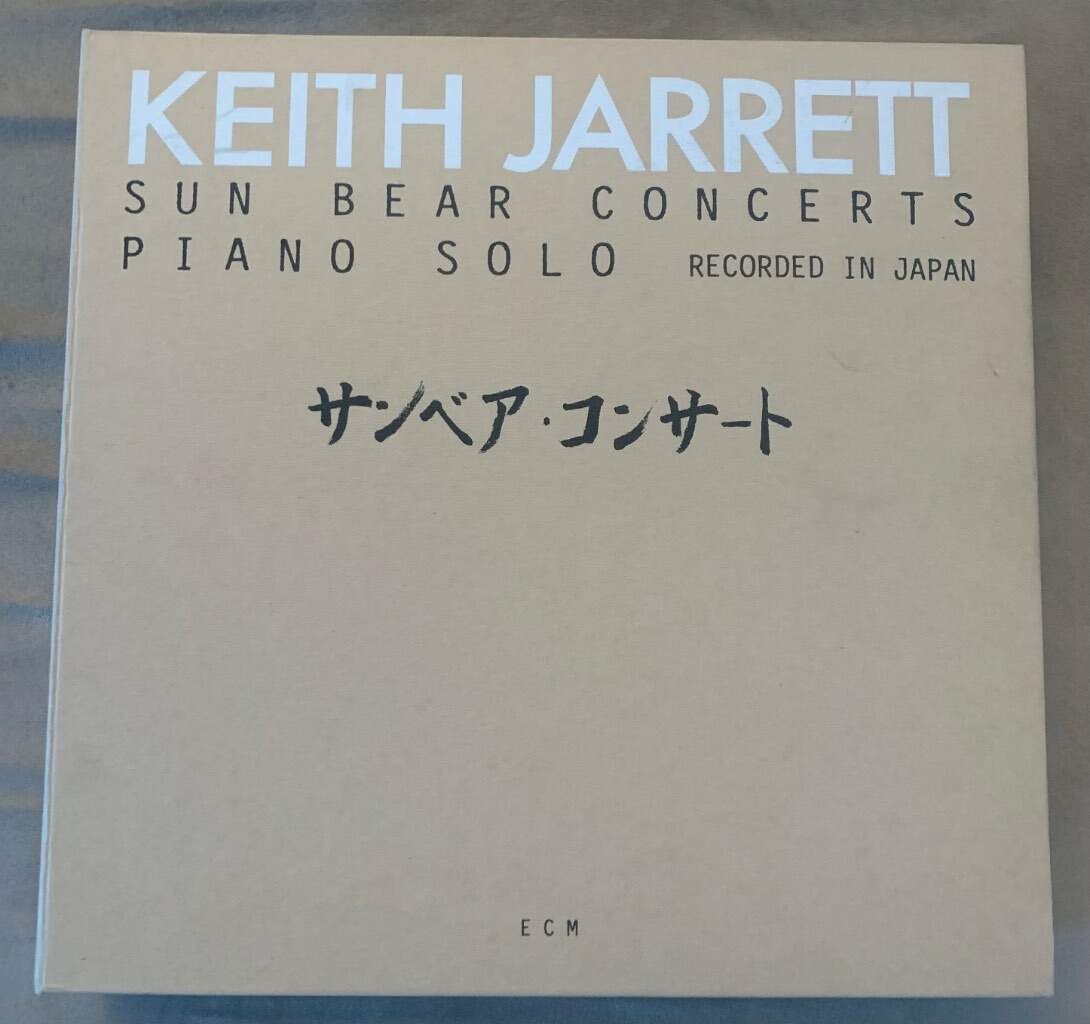 KEITH JARRETT
SUN BEAR CONCERTS
PIANO SOLO RECORDED IN JAPAN
サンベア・コンサート
ECM